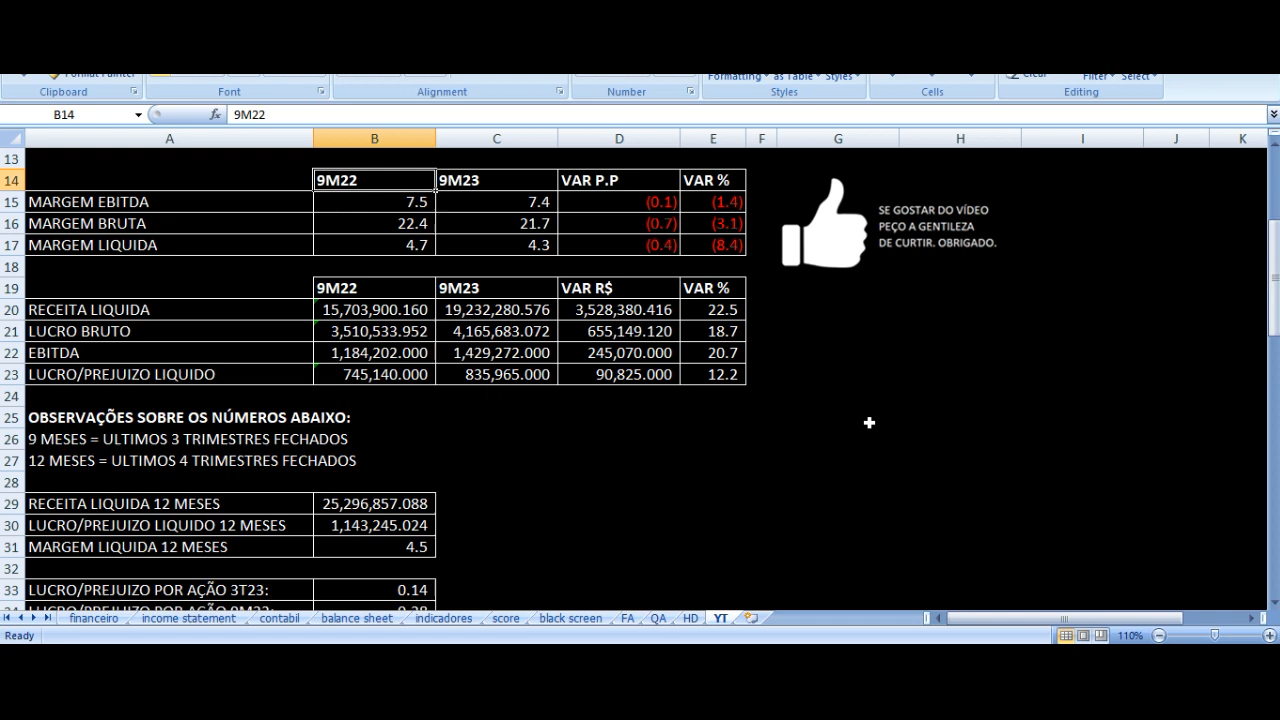 Format Painter Formatting as Table Styles Clear Filter Select
Clipboard Font Alignment Number Styles Cells Editing
B14 fx 9M22
A B C D E F G H I J K
13
14 9M22 9M23 VAR P.P VAR %
15 MARGEM EBITDA 7.5 7.4 (0.1) (1.4)
16 MARGEM BRUTA 22.4 21.7 (0.7) (3.1)
17 MARGEM LIQUIDA 4.7 4.3 (0.4) (8.4)
SE GOSTAR DO VÍDEO
PEÇO A GENTILEZA
DE CURTIR. OBRIGADO.
18
19 9M22 9M23 VAR R$ VAR %
20 RECEITA LIQUIDA 15,703,900.160 19,232,280.576 3,528,380.416 22.5
21 LUCRO BRUTO 3,510,533.952 4,165,683.072 655,149.120 18.7
22 EBITDA 1,184,202.000 1,429,272.000 245,070.000 20.7
23 LUCRO/PREJUIZO LIQUIDO 745,140.000 835,965.000 90,825.000 12.2
24
25 OBSERVAÇÕES SOBRE OS NÚMEROS ABAIXO:
26 9 MESES = ULTIMOS 3 TRIMESTRES FECHADOS
27 12 MESES = ULTIMOS 4 TRIMESTRES FECHADOS
28
29 RECEITA LIQUIDA 12 MESES 25,296,857.088
30 LUCRO/PREJUIZO LIQUIDO 12 MESES 1,143,245.024
31 MARGEM LIQUIDA 12 MESES 4.5
32
33 LUCRO/PREJUIZO POR AÇÃO 3T23: 0.14
financeiro income statement contabil balance sheet indicadores score black screen FA QA HD YT
Ready 110%